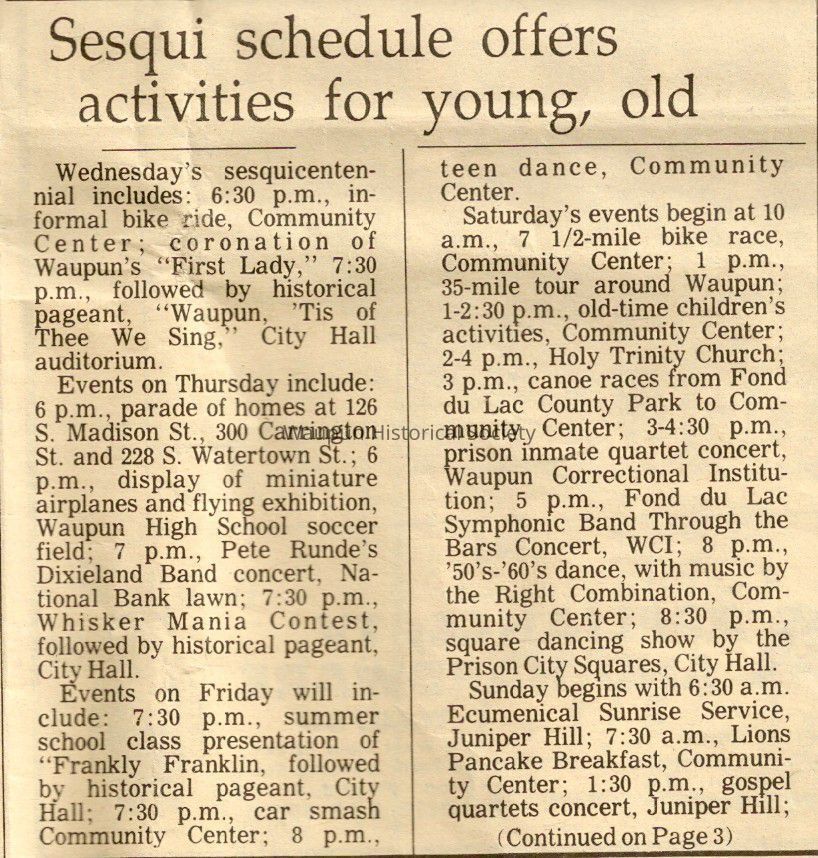 Sesqui schedule offers
activities for young, old
Wednesday's sesquicenten-
nial includes: 6:30 p.m., in-
formal bike ride, Community
Center; coronation of
Waupun's "First Lady," 7:30
p.m., followed by historical
pageant, "Waupun, 'Tis of
Thee We Sing," City Hall
auditorium.
Events on Thursday include:
6 p.m., parade of homes at 126
S. Madison St., 300 Carrington
St. and 228 S. Watertown St.; 6
p.m., display of miniature
airplanes and flying exhibition,
Waupun High School soccer
field; 7 p.m., Pete Runde's
Dixieland Band concert, Na-
tional Bank lawn; 7:30 p.m.,
Whisker Mania Contest,
followed by historical pageant,
City Hall.
Events on Friday will in-
clude: 7:30 p.m., summer
school class presentation of
"Frankly Franklin, followed
by historical pageant, City
Hall; 7:30 p.m., car smash
Community Center; 8 p.m.,
teen dance, Community
Center.
Saturday's events begin at 10
a.m., 7 1/2-mile bike race,
Community Center; 1 p.m.,
35-mile tour around Waupun;
1-2:30 p.m., old-time children's
activities, Community Center;
2-4 p.m., Holy Trinity Church;
3 p.m., canoe races from Fond
du Lac County Park to Com-
munity Center; 3-4:30 p.m.,
prison inmate quartet concert,
Waupun Correctional Institu-
tion; 5 p.m., Fond du Lac
Symphonic Band Through the
Bars Concert, WCI; 8 p.m.,
'50's-'60's dance, with music by
the Right Combination, Com-
munity Center; 8:30 p.m.,
square dancing show by the
Prison City Squares, City Hall.
Sunday begins with 6:30 a.m.
Ecumenical Sunrise Service,
Juniper Hill; 7:30 a.m., Lions
Pancake Breakfast, Communi-
ty Center; 1:30 p.m., gospel
quartets concert, Juniper Hill;
(Continued on Page 3)
Waupun Historical Society